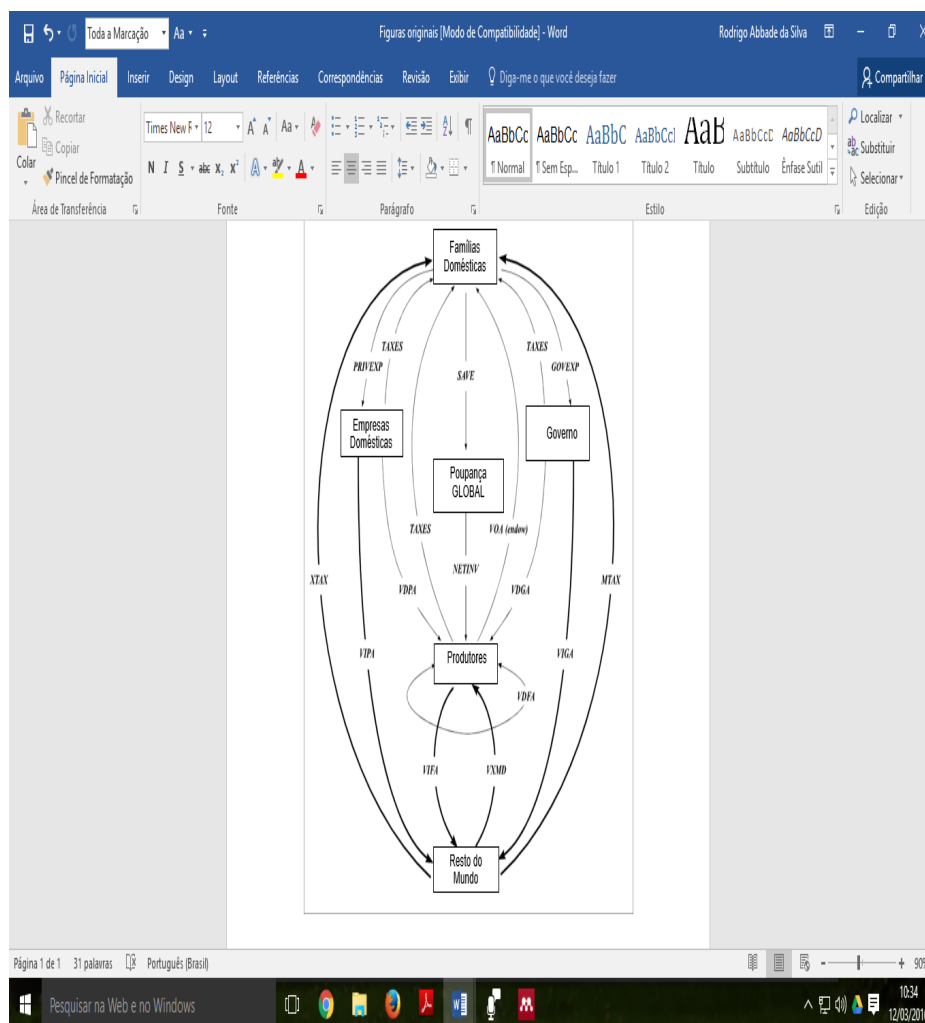 Toda a Marcação
Aa
Figuras originais [Modo de Compatibilidade] - Word
Rodrigo Abbade da Silva
Arquivo Página Inicial Inserir Design Layout Referências Correspondências Revisão Exibir Diga-me o que você deseja fazer Compartilhar
Colar
Recortar
Copiar
Pincel de Formatação
Área de Transferência
Times New F 12
N I S abc X₂ X²
Fonte
Parágrafo
AaBbCc AaBbCc AaBbC AaBbCcI AaB AaBbCcD AaBbCcD
¶ Normal ¶ Sem Esp... Título 1 Título 2 Título Subtítulo Ênfase Sutil
Estilo
Localizar
Substituir
Selecionar
Edição
Famílias
Domésticas
TAXES
TAXES
PRIVEXP
SAVE
GOVEXP
Empresas
Domésticas
Governo
Poupança
GLOBAL
TAXES
VOA (endow)
NETINV
XTAX
VDPA
VDGA
MTAX
VIPA
Produtores
VIGA
VDFA
VIFA
VXMD
Resto do
Mundo
Página 1 de 1 31 palavras Português (Brasil)
90%
Pesquisar na Web e no Windows
10:34